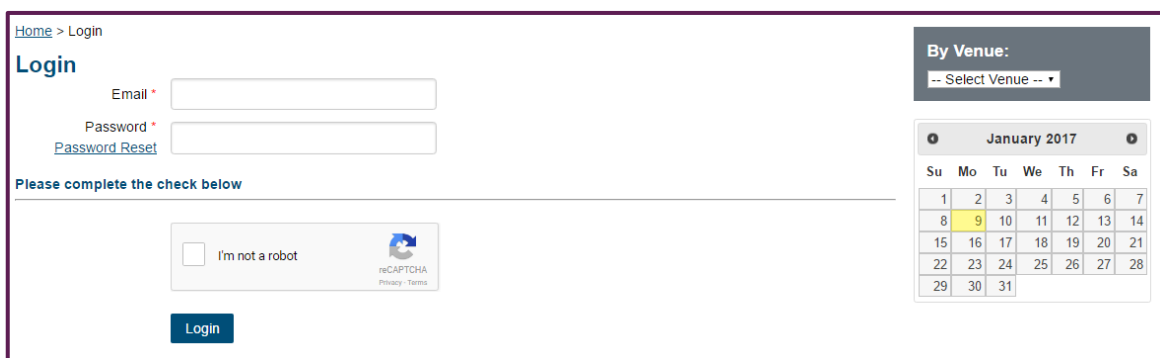 Home > Login
Login
Email *
Password *
Password Reset
Please complete the check below
I'm not a robot
reCAPTCHA
Privacy - Terms
Login
By Venue:
-- Select Venue --
January 2017
Su Mo Tu We Th Fr Sa
1 2 3 4 5 6 7
8 9 10 11 12 13 14
15 16 17 18 19 20 21
22 23 24 25 26 27 28
29 30 31